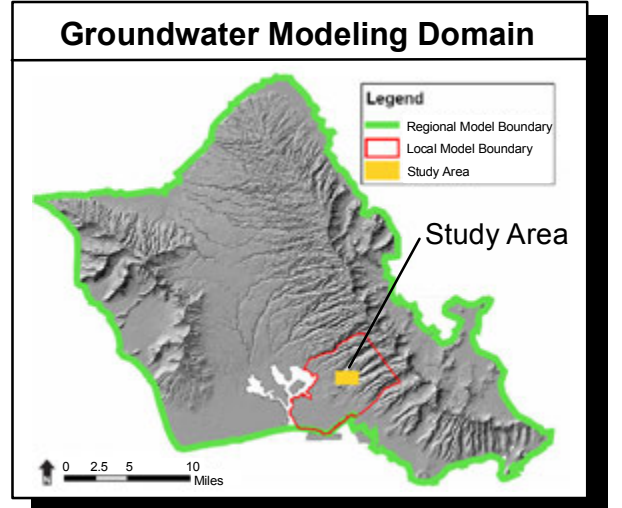 Groundwater Modeling Domain
Legend
Regional Model Boundary
Local Model Boundary
Study Area
Study Area
N
0 2.5 5 10
Miles